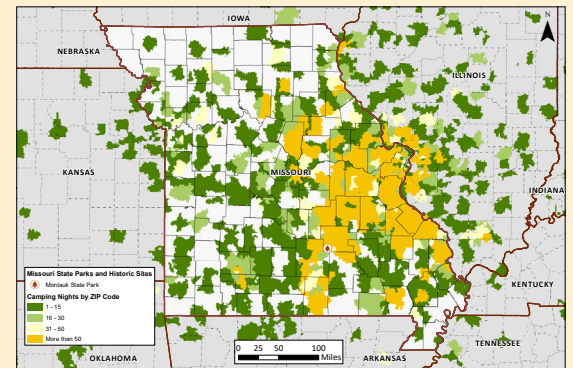 IOWA
N
NEBRASKA
ILLINOIS
KANSAS
MISSOURI
INDIANA
Missouri State Parks and Historic Sites
Montauk State Park
Camping Nights by ZIP Code
1 - 15
16 - 30
31 - 50
More than 50
KENTUCKY
0 25 50 100
Miles
TENNESSEE
OKLAHOMA
ARKANSAS